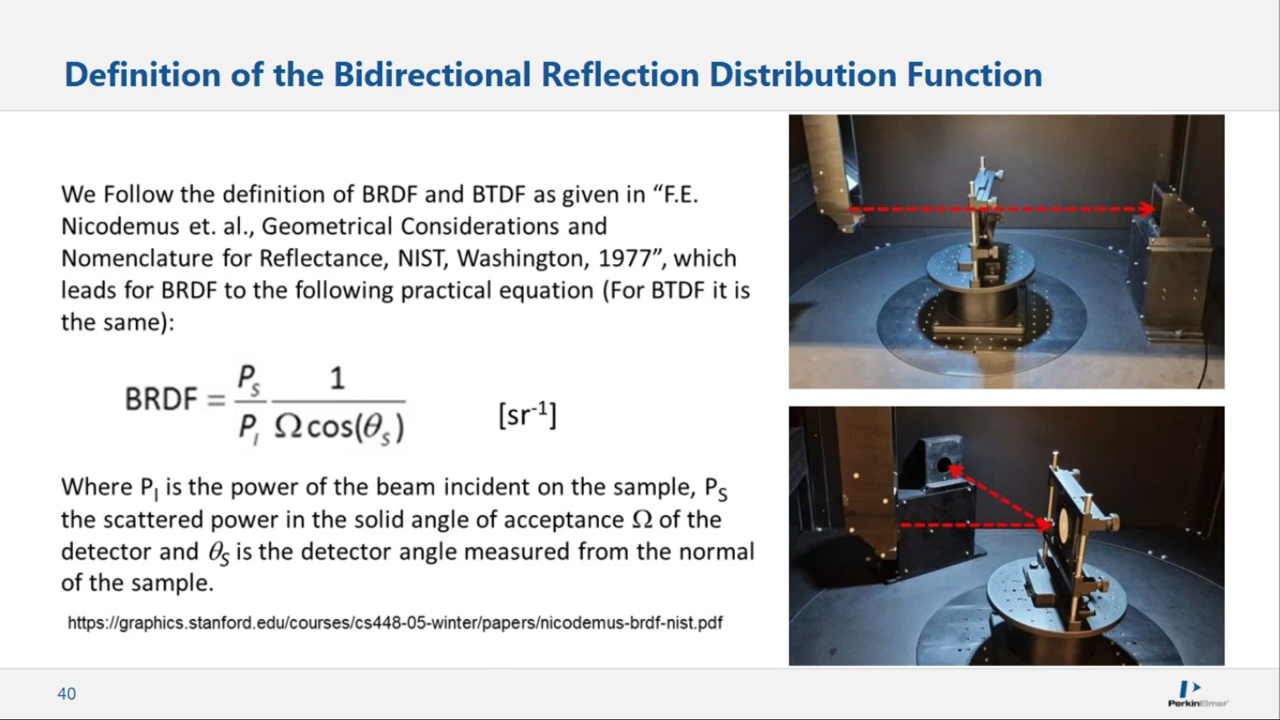 Definition of the Bidirectional Reflection Distribution Function
We Follow the definition of BRDF and BTDF as given in “F.E.
Nicodemus et. al., Geometrical Considerations and
Nomenclature for Reflectance, NIST, Washington, 1977”, which
leads for BRDF to the following practical equation (For BTDF it is
the same):
BRDF = P_s/P_I 1/(Ω cos(θ_s)) [sr⁻¹]
Where P_I is the power of the beam incident on the sample, P_S
the scattered power in the solid angle of acceptance Ω of the
detector and θ_S is the detector angle measured from the normal
of the sample.
https://graphics.stanford.edu/courses/cs448-05-winter/papers/nicodemus-brdf-nist.pdf
40
PerkinElmer